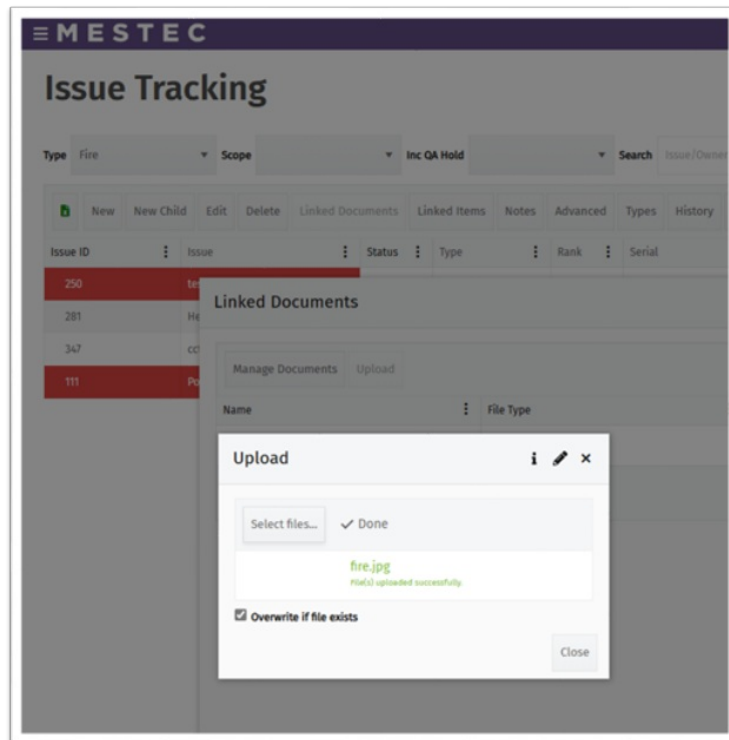 MESTEC
Issue Tracking
Type Fire Scope Inc QA Hold Search Issue/Owner
New New Child Edit Delete Linked Documents Linked Items Notes Advanced Types History
Issue ID Issue Status Type Rank Serial
250
281
347
111
Linked Documents
Manage Documents Upload
Name File Type
Upload
Select files... Done
fire.jpg
File(s) uploaded successfully.
Overwrite if file exists
Close